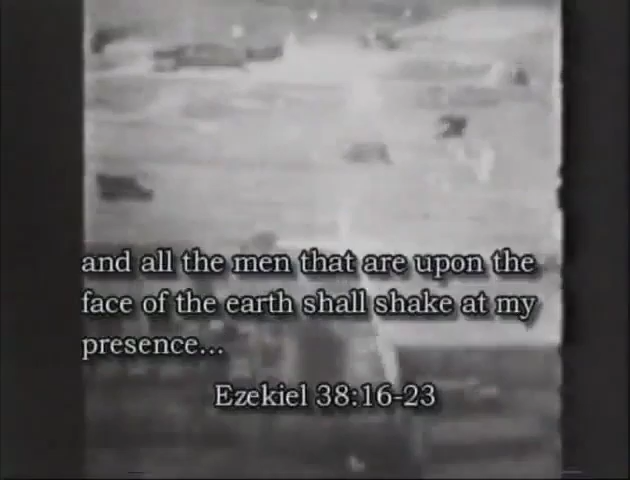 and all the men that are upon the
face of the earth shall shake at my
presence...
Ezekiel 38:16-23